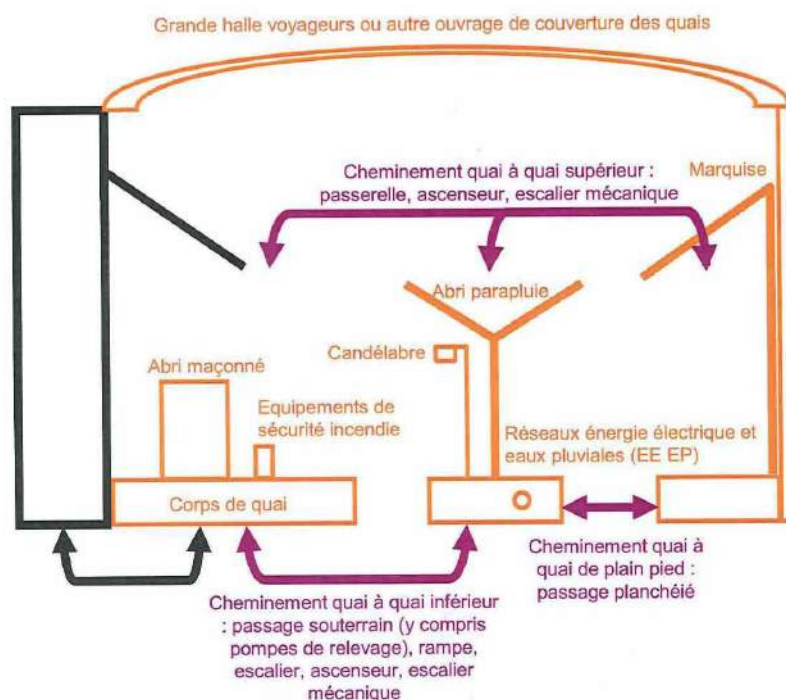 Grande halle voyageurs ou autre ouvrage de couverture des quais
Cheminement quai à quai supérieur :
passerelle, ascenseur, escalier mécanique
Marquise
Abri parapluie
Candélabre
Abri maçonné
Equipements de
sécurité incendie
Réseaux énergie électrique et
eaux pluviales (EE EP)
Corps de quai
Cheminement quai à
quai de plain pied :
passage planchéié
Cheminement quai à quai inférieur
: passage souterrain (y compris
pompes de relevage), rampe,
escalier, ascenseur, escalier
mécanique